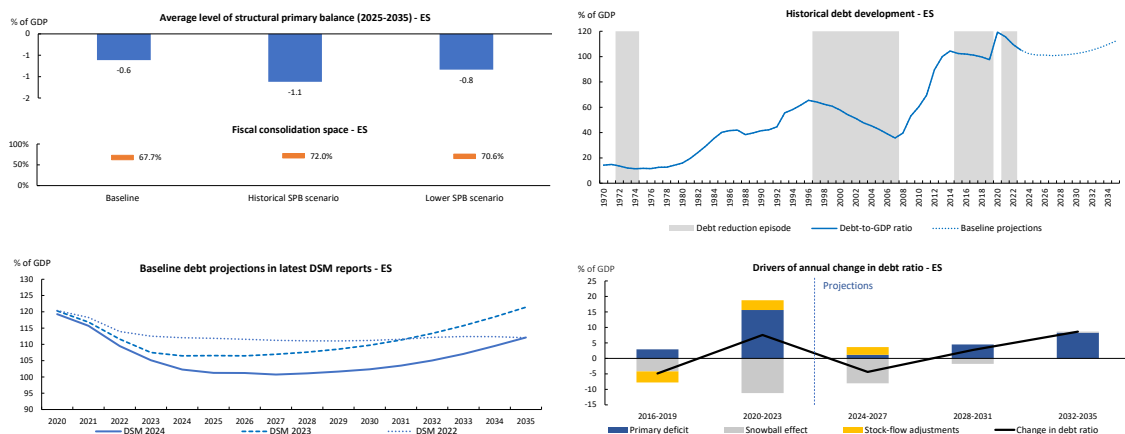 Average level of structural primary balance (2025-2035) - ES
% of GDP
0
-1
-1
-2
-0.6
-1.1
-0.8
Fiscal consolidation space - ES
100%
50%
0%
67.7%
72.0%
70.6%
Baseline
Historical SPB scenario
Lower SPB scenario
Historical debt development - ES
% of GDP
120
100
80
60
40
20
0
1970 1972 1974 1976 1978 1980 1982 1984 1986 1988 1990 1992 1994 1996 1998 2000 2002 2004 2006 2008 2010 2012 2014 2016 2018 2020 2022 2024 2026 2028 2030 2032 2034
Debt reduction episode
Debt-to-GDP ratio
Baseline projections
Baseline debt projections in latest DSM reports - ES
% of GDP
130
125
120
115
110
105
100
95
90
2020 2021 2022 2023 2024 2025 2026 2027 2028 2029 2030 2031 2032 2033 2034 2035
DSM 2024
DSM 2023
DSM 2022
Drivers of annual change in debt ratio - ES
% of GDP
Projections
25
20
15
10
5
0
-5
-10
-15
2016-2019
2020-2023
2024-2027
2028-2031
2032-2035
Primary deficit
Snowball effect
Stock-flow adjustments
Change in debt ratio